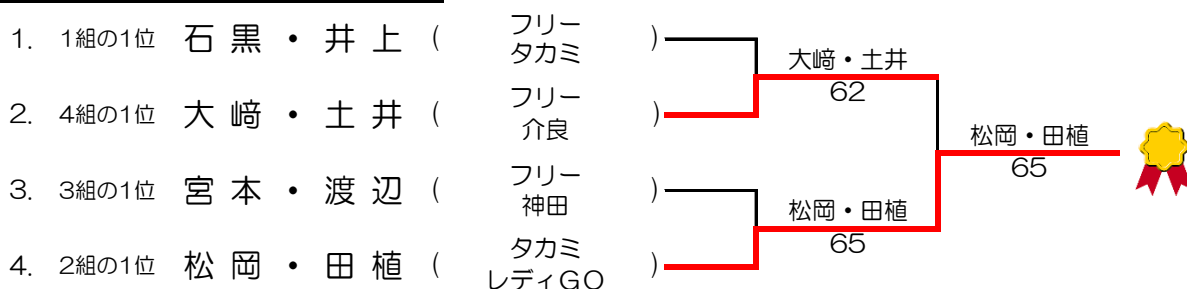 1. 1組の1位 石黒・井上 ( フリー タカミ )
大﨑・土井
62
2. 4組の1位 大﨑・土井 ( フリー 介良 )
松岡・田植
65
3. 3組の1位 宮本・渡辺 ( フリー 神田 )
松岡・田植
65
4. 2組の1位 松岡・田植 ( タカミ レディGO )